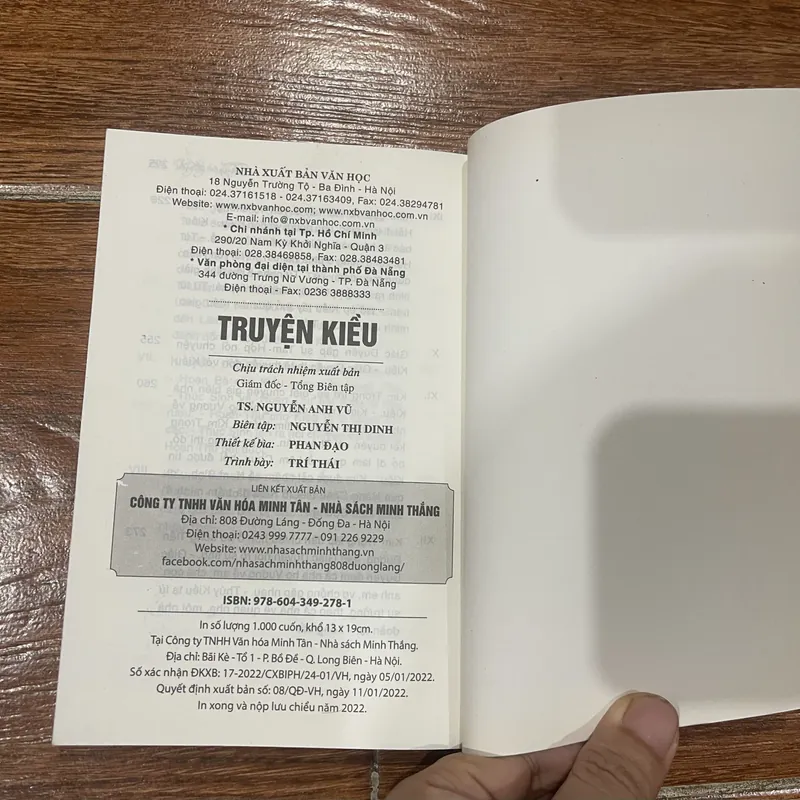 NHÀ XUẤT BẢN VĂN HỌC
18 Nguyễn Trường Tộ - Ba Đình - Hà Nội
Điện thoại: 024.37161518 - 024.37163409, Fax: 024.38294781
Website: www.nxbvanhoc.com; www.nxbvanhoc.com.vn
E-mail: info@nxbvanhoc.com.vn
* Chi nhánh tại Tp. Hồ Chí Minh
290/20 Nam Kỳ Khởi Nghĩa - Quận 3
Điện thoại: 028.38469858, Fax: 028.38483481
* Văn phòng đại diện tại thành phố Đà Nẵng
344 đường Trưng Nữ Vương - TP. Đà Nẵng
Điện thoại - Fax: 0236 3888333
TRUYỆN KIỀU
Chịu trách nhiệm xuất bản
Giám đốc - Tổng Biên tập
TS. NGUYỄN ANH VŨ
Biên tập: NGUYỄN THỊ DINH
Thiết kế bìa: PHAN ĐẠO
Trình bày: TRÍ THÁI
LIÊN KẾT XUẤT BẢN
CÔNG TY TNHH VĂN HÓA MINH TÂN - NHÀ SÁCH MINH THẮNG
Địa chỉ: 808 Đường Láng - Đống Đa - Hà Nội
Điện thoại: 0243 999 7777 - 091 226 9229
Website: www.nhasachminhthang.vn
facebook.com/nhasachminhthang808duonglang/
ISBN: 978-604-349-278-1
In số lượng 1.000 cuốn, khổ 13 x 19cm.
Tại Công ty TNHH Văn hóa Minh Tân - Nhà sách Minh Thắng.
Địa chỉ: Bãi Kè - Tổ 1 - P. Bồ Đề - Q. Long Biên - Hà Nội.
Số xác nhận ĐKXB: 17-2022/CXBIPH/24-01/VH, ngày 05/01/2022.
Quyết định xuất bản số: 08/QĐ-VH, ngày 11/01/2022.
In xong và nộp lưu chiểu năm 2022.